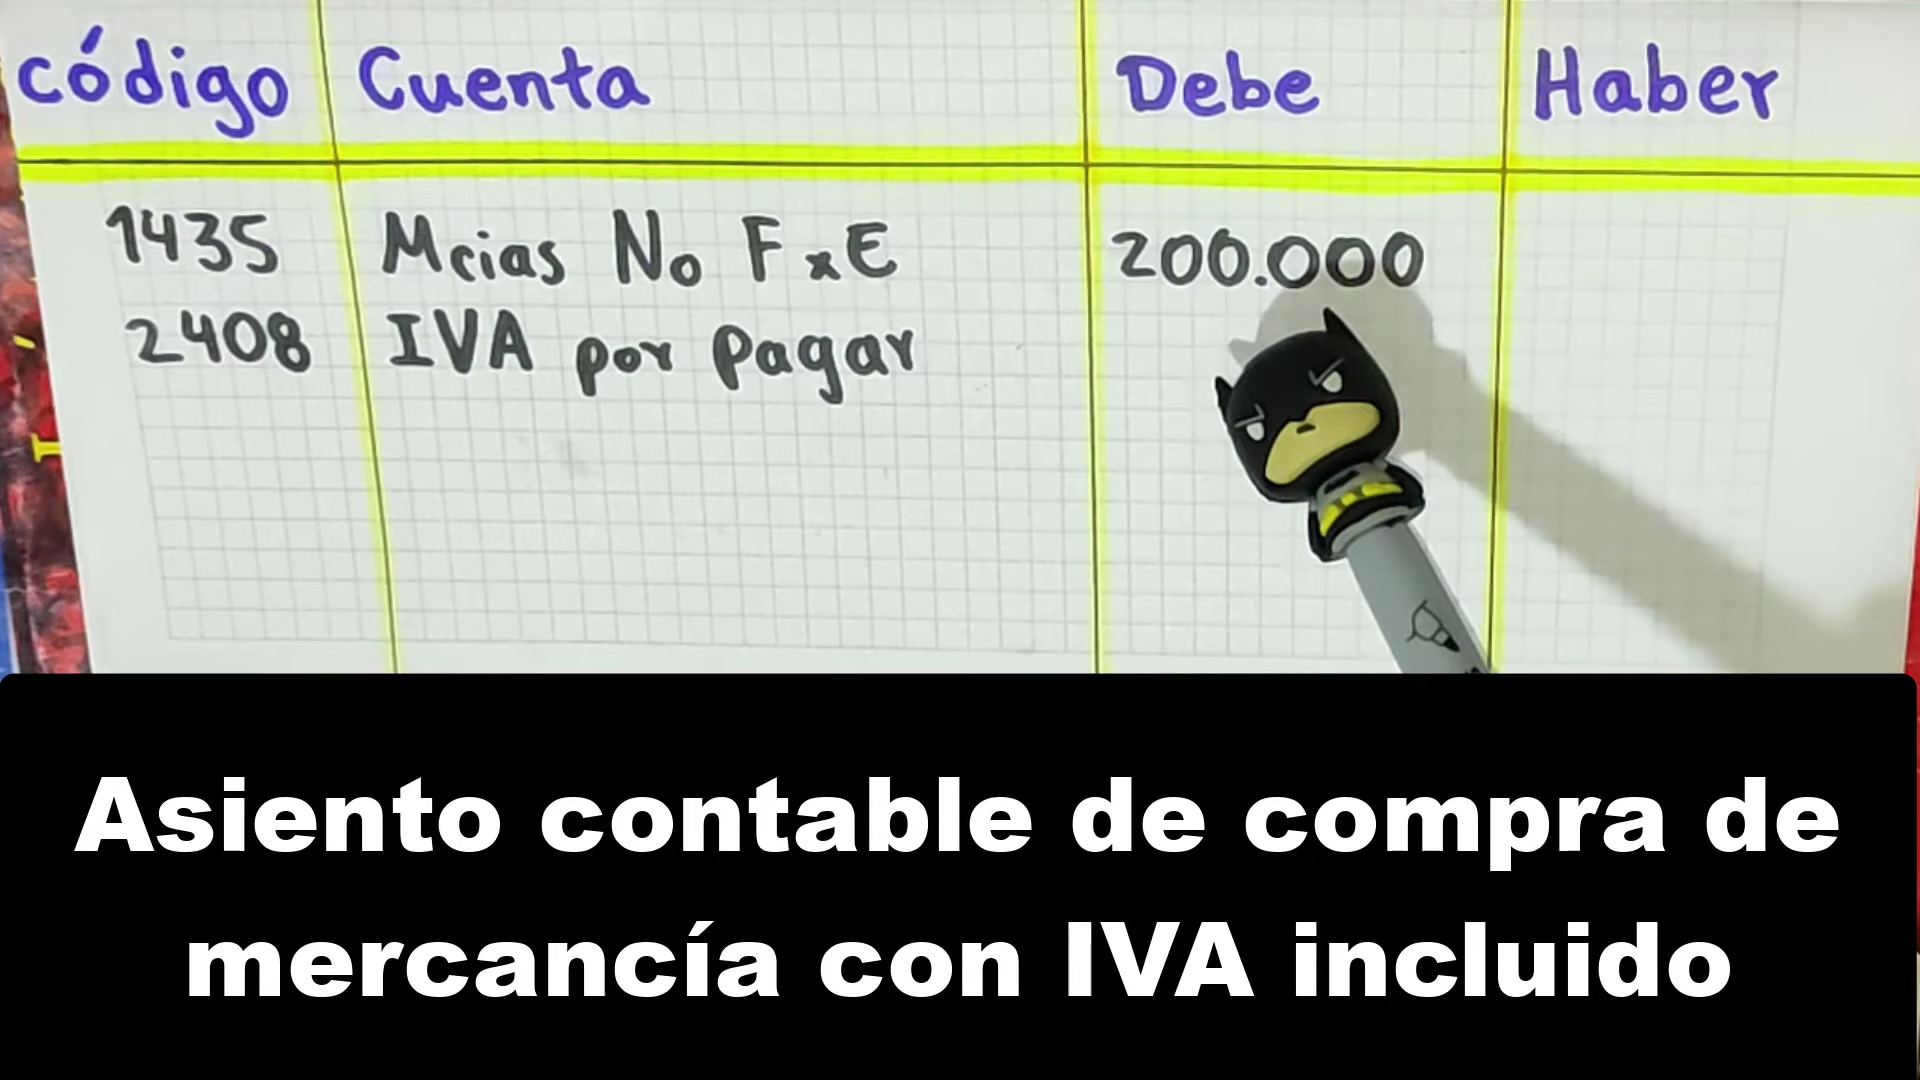 código Cuenta Debe Haber
1435 Mcias No FxE 200.000
2408 IVA por pagar
Asiento contable de compra de
mercancía con IVA incluido